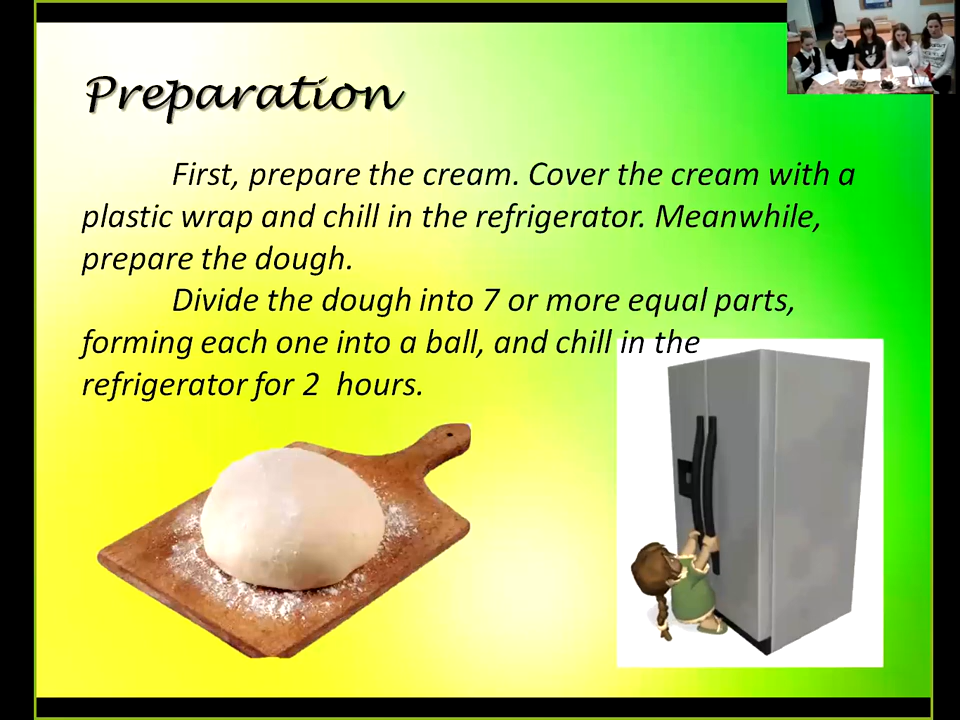 Preparation
First, prepare the cream. Cover the cream with a
plastic wrap and chill in the refrigerator. Meanwhile,
prepare the dough.
Divide the dough into 7 or more equal parts,
forming each one into a ball, and chill in the
refrigerator for 2 hours.